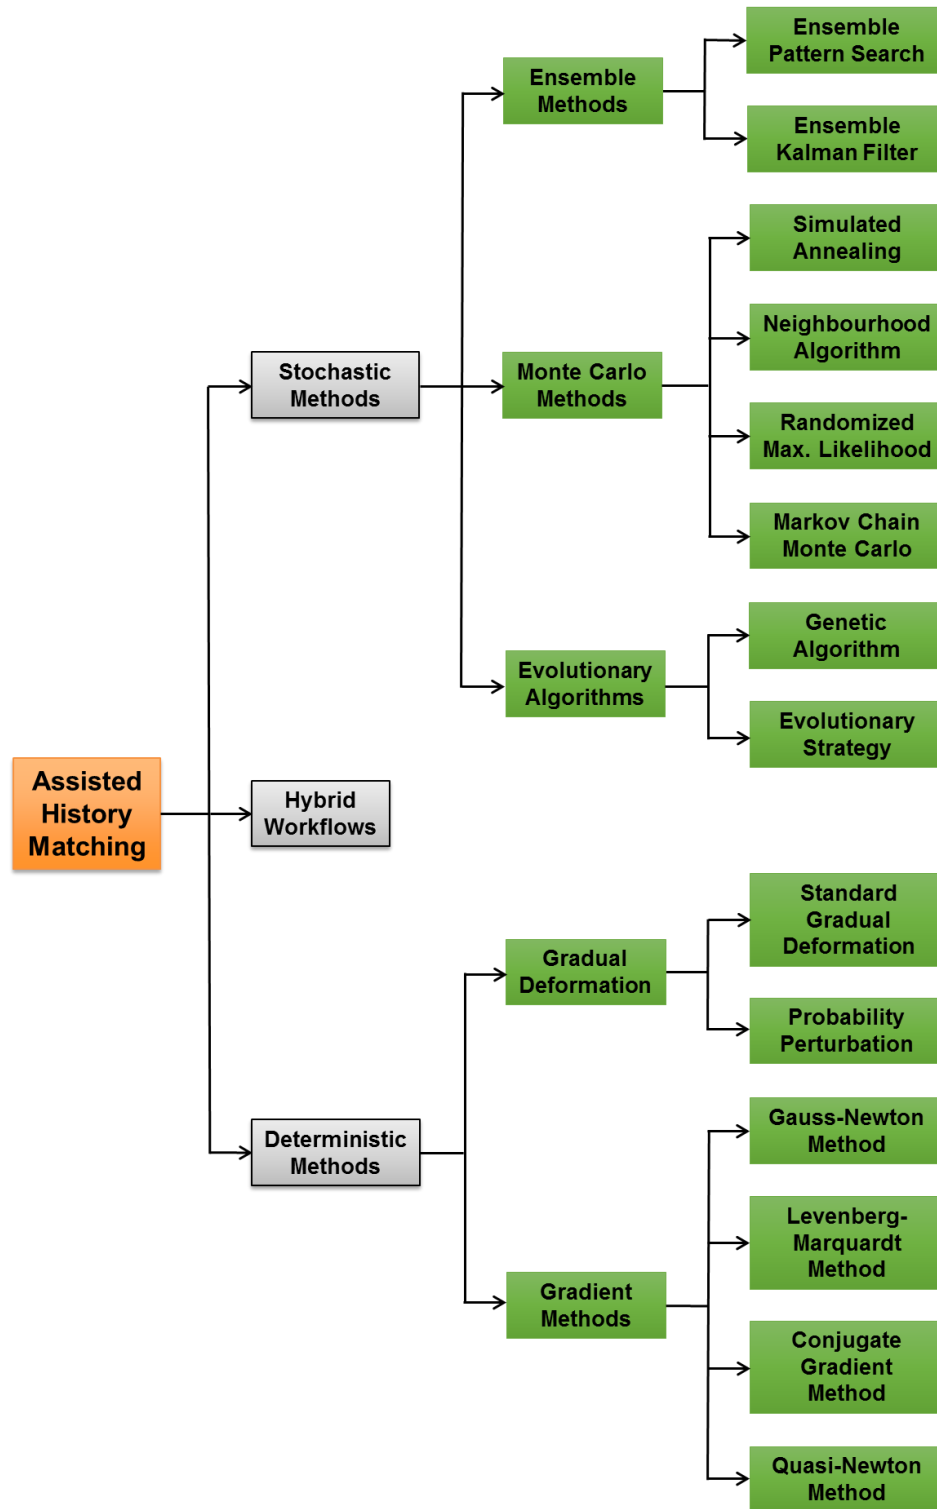 Ensemble
Pattern Search
Ensemble
Methods
Ensemble
Kalman Filter
Simulated
Annealing
Neighbourhood
Algorithm
Stochastic
Methods
Monte Carlo
Methods
Randomized
Max. Likelihood
Markov Chain
Monte Carlo
Genetic
Algorithm
Evolutionary
Algorithms
Evolutionary
Strategy
Assisted
History
Matching
Hybrid
Workflows
Standard
Gradual
Deformation
Gradual
Deformation
Probability
Perturbation
Gauss-Newton
Method
Deterministic
Methods
Levenberg-
Marquardt
Method
Gradient
Methods
Conjugate
Gradient
Method
Quasi-Newton
Method